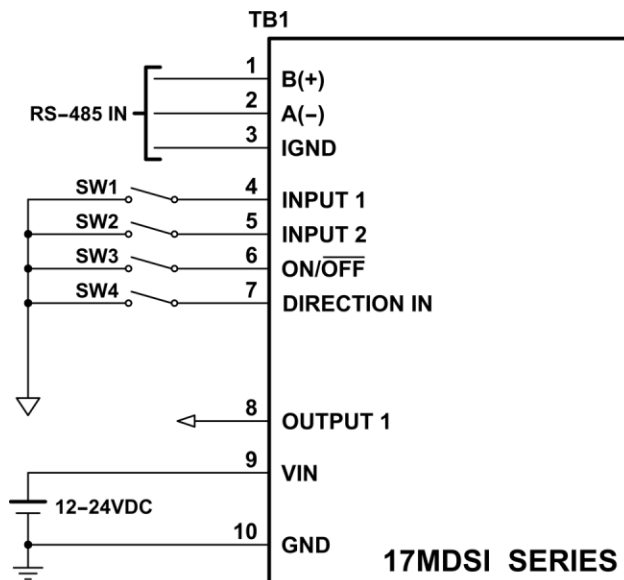 TB1
1 B(+)
RS-485 IN 2 A(-)
3 IGND
SW1 4 INPUT 1
SW2 5 INPUT 2
SW3 6 ON/OFF
SW4 7 DIRECTION IN
8 OUTPUT 1
9 VIN
12-24VDC
10 GND
17MDSI SERIES